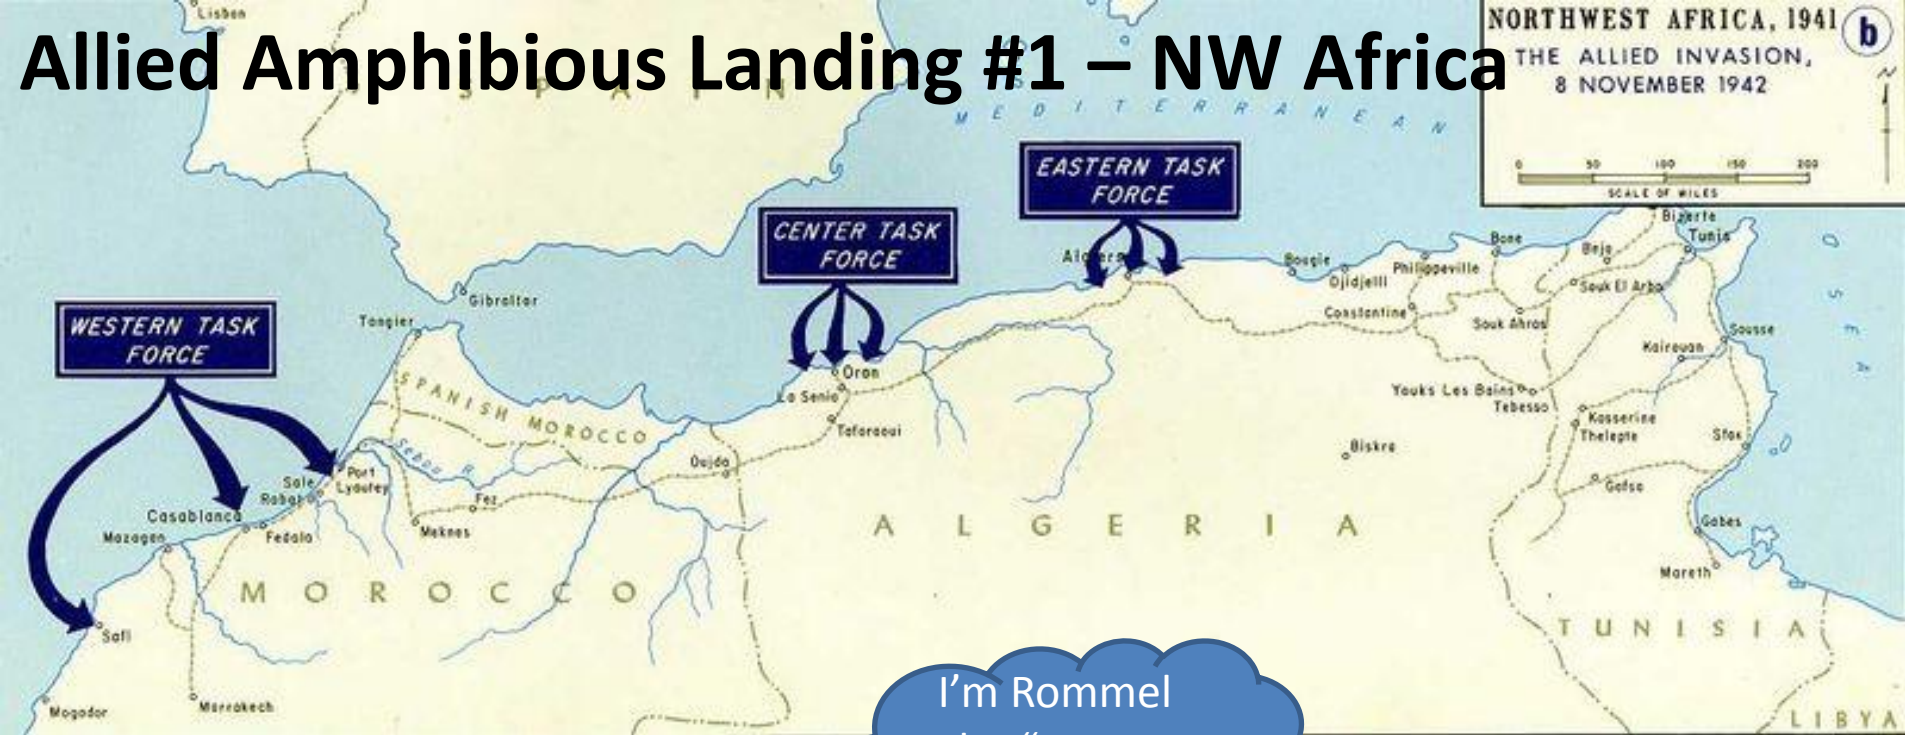 Lisbon
Allied Amphibious Landing #1 – NW Africa
NORTHWEST AFRICA, 1941
b
THE ALLIED INVASION,
8 NOVEMBER 1942
N
0 50 100 150 200
SCALE OF MILES
SPAIN
MEDITERRANEAN
SEA
EASTERN TASK
FORCE
CENTER TASK
FORCE
WESTERN TASK
FORCE
Gibraltar
Tangier
SPANISH MOROCCO
Sebou R.
Port
Lyautey
Sale
Rabat
Casablanca
Fedala
Mazagan
Fez
Meknes
Oujda
MOROCCO
Safi
Mogador
Marrakech
Oran
La Senia
Tafaraoui
Algiers
Bougie
Djidjelli
Philippeville
Bone
Constantine
Souk Ahras
Beja
Souk El Arba
Bizerte
Tunis
Sousse
Kairouan
Youks Les Bains
Tebessa
Kasserine
Thelepte
Sfax
Biskra
Gafsa
Gabes
Mareth
ALGERIA
TUNISIA
LIBYA
I’m Rommel